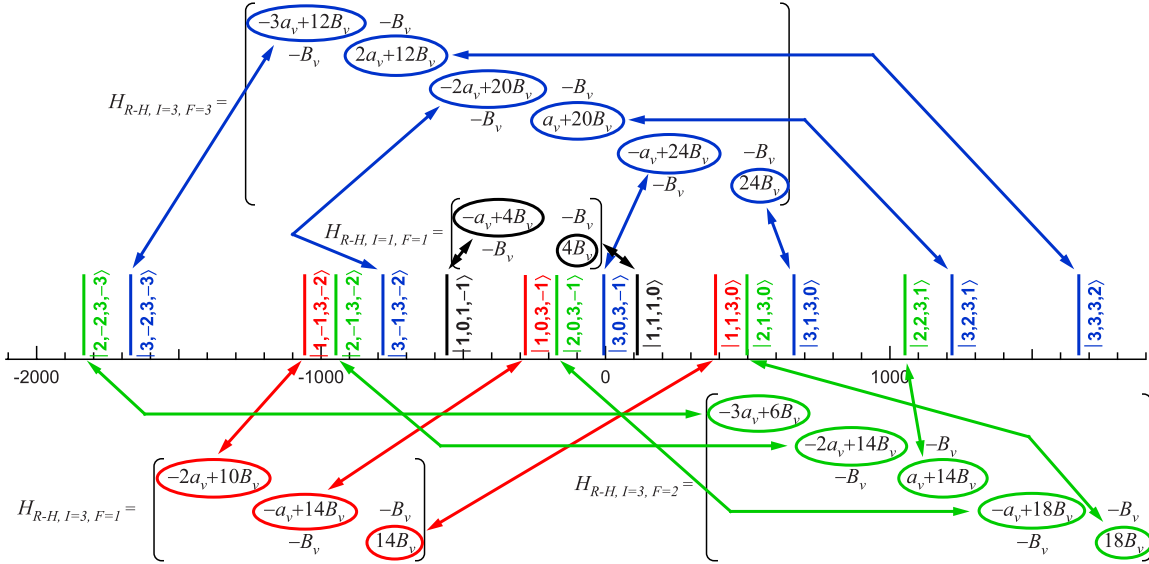 −3a_v+12B_v −B_v
−B_v 2a_v+12B_v
−2a_v+20B_v −B_v
H_{R-H, I=3, F=3} =
−B_v a_v+20B_v
−a_v+24B_v −B_v
−B_v 24B_v
−a_v+4B_v −B_v
H_{R-H, I=1, F=1} =
−B_v 4B_v
|2,−2,3,−3⟩
|3,−2,3,−3⟩
|1,−1,3,−2⟩
|2,−1,3,−2⟩
|3,−1,3,−2⟩
|1,0,1,−1⟩
|1,0,3,−1⟩
|2,0,3,−1⟩
|3,0,3,−1⟩
|1,1,1,0⟩
|1,1,3,0⟩
|2,1,3,0⟩
|3,1,3,0⟩
|2,2,3,1⟩
|3,2,3,1⟩
|3,3,3,2⟩
-2000 -1000 0 1000
−3a_v+6B_v
−2a_v+14B_v −B_v
−2a_v+10B_v
H_{R-H, I=3, F=2} =
−B_v a_v+14B_v
H_{R-H, I=3, F=1} =
−a_v+14B_v −B_v
−a_v+18B_v −B_v
−B_v 14B_v
−B_v 18B_v